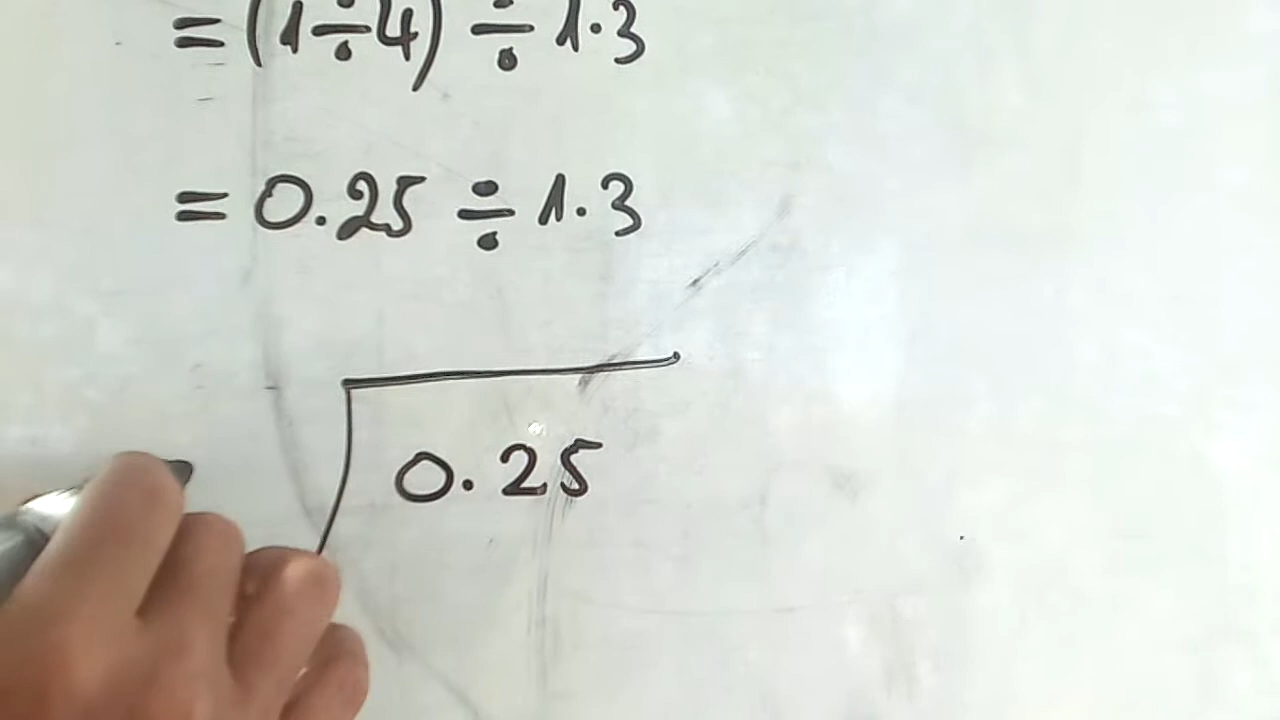 = (1÷4) ÷ 1.3
= 0.25 ÷ 1.3
0.25